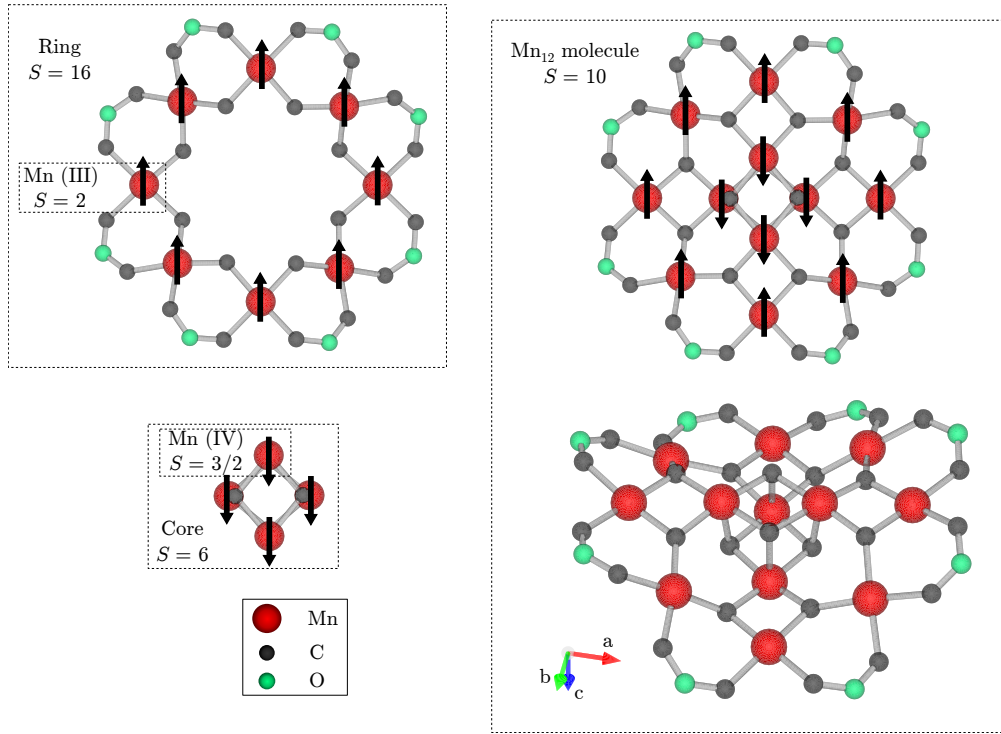 Ring
S = 16
Mn (III)
S = 2
Mn (IV)
S = 3/2
Core
S = 6
Mn
C
O
Mn₁₂ molecule
S = 10
a
b
c